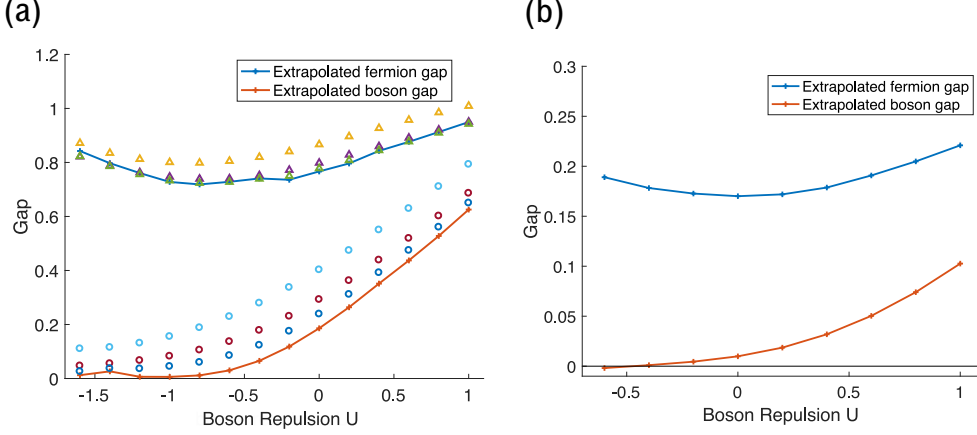 (a)
1.2
1
0.8
0.6
0.4
0.2
0
Gap
Extrapolated fermion gap
Extrapolated boson gap
-1.5
-1
-0.5
0
0.5
1
Boson Repulsion U
(b)
0.3
0.25
0.2
0.15
0.1
0.05
0
Gap
Extrapolated fermion gap
Extrapolated boson gap
-0.5
0
0.5
1
Boson Repulsion U